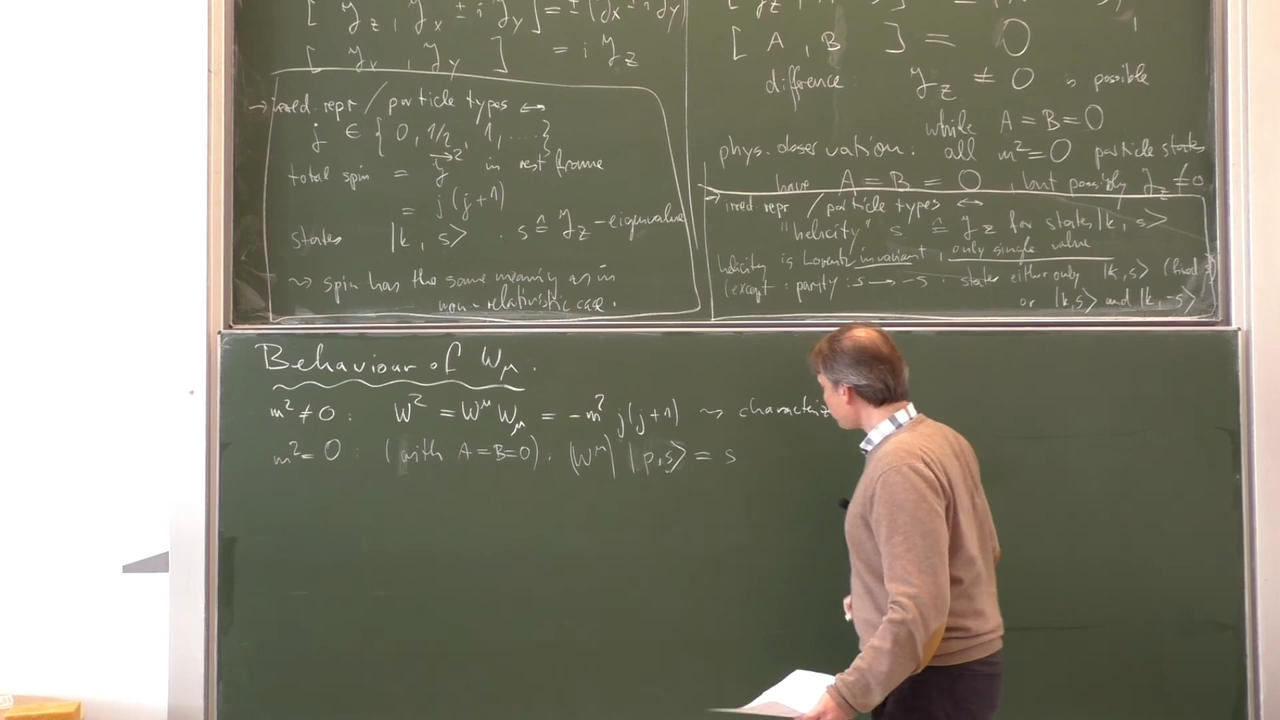 [ J_z , J_x ± i J_y ] = ± (J_x ± i J_y)
[ J_x , J_y ] = i J_z
→ irred. repr / particle types ↔
j ∈ { 0, 1/2, 1, ....}
total spin = \vec{J}^2 in rest frame
= j(j+1)
states |k, s> . s ≙ J_z-eigenvalue
⇝ spin has the same meaning as in
non-relativistic case.
[ A , B ] = 0
difference: J_z ≠ 0 is possible
while A = B = 0
phys. observation: all m² = 0 particle states
have A = B = 0 , but possibly J_z ≠ 0
→ irred repr / particle types ↔
"helicity" s ≙ J_z for states |k, s>
helicity is Lorentz invariant , only single value
(except : parity : s → -s . states either only |k,s> (fixed s)
or |k,s> and |k,-s>
Behaviour of W_μ .
m² ≠ 0 : W² = W^μ W_μ = -m² j(j+1) ⇝
m² = 0 : (with A=B=0) : (W^μ) |p,s> = s